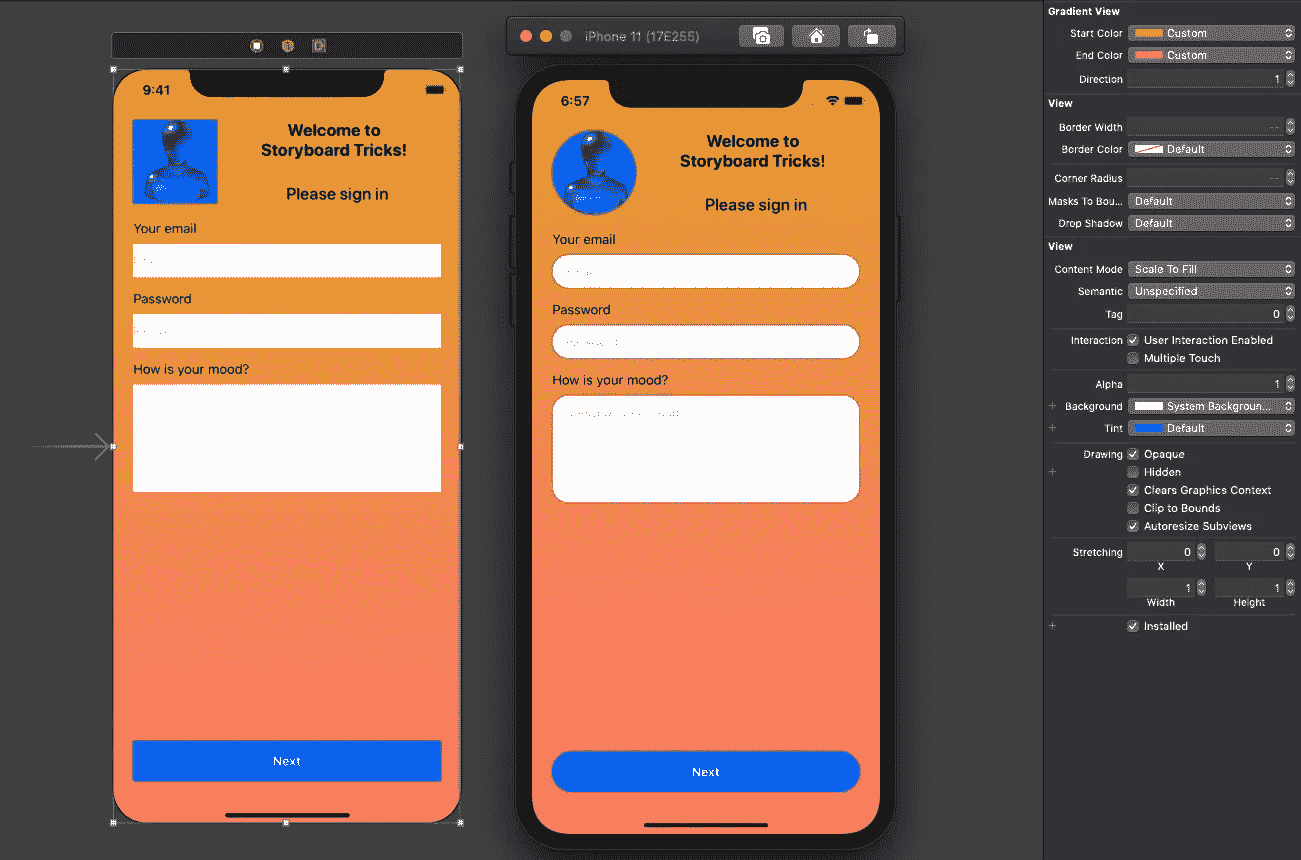 9:41
Welcome to
Storyboard Tricks!
Please sign in
Your email
Password
How is your mood?
Next
iPhone 11 (17E255)
6:57
Welcome to
Storyboard Tricks!
Please sign in
Your email
Password
How is your mood?
Next
Gradient View
Start Color Custom
End Color Custom
Direction 1
View
Border Width --
Border Color Default
Corner Radius --
Masks To Bou... Default
Drop Shadow Default
View
Content Mode Scale To Fill
Semantic Unspecified
Tag 0
Interaction User Interaction Enabled
Multiple Touch
Alpha 1
+ Background System Backgroun...
+ Tint Default
Drawing Opaque
+ Hidden
Clears Graphics Context
Clip to Bounds
Autoresize Subviews
Stretching 0 0
X Y
1 1
Width Height
+ Installed